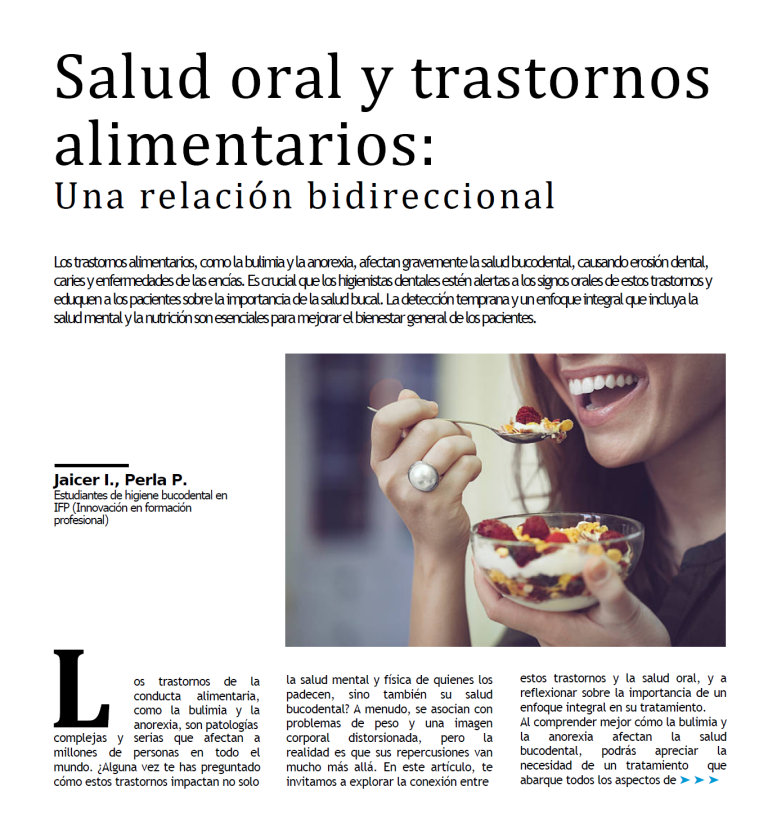 Salud oral y trastornos
alimentarios:
Una relación bidireccional
Los trastornos alimentarios, como la bulimia y la anorexia, afectan gravemente la salud bucodental, causando erosión dental,
caries y enfermedades de las encías. Es crucial que los higienistas dentales estén alertas a los signos orales de estos trastornos y
eduquen a los pacientes sobre la importancia de la salud bucal. La detección temprana y un enfoque integral que incluya la
salud mental y la nutrición son esenciales para mejorar el bienestar general de los pacientes.
Jaicer I., Perla P.
Estudiantes de higiene bucodental en
IFP (Innovación en formación
profesional)
Los trastornos de la
conducta alimentaria,
como la bulimia y la
anorexia, son patologías
complejas y serias que afectan a
millones de personas en todo el
mundo. ¿Alguna vez te has preguntado
cómo estos trastornos impactan no solo
la salud mental y física de quienes los
padecen, sino también su salud
bucodental? A menudo, se asocian con
problemas de peso y una imagen
corporal distorsionada, pero la
realidad es que sus repercusiones van
mucho más allá. En este artículo, te
invitamos a explorar la conexión entre
estos trastornos y la salud oral, y a
reflexionar sobre la importancia de un
enfoque integral en su tratamiento.
Al comprender mejor cómo la bulimia y
la anorexia afectan la salud
bucodental, podrás apreciar la
necesidad de un tratamiento que
abarque todos los aspectos de ➤ ➤ ➤